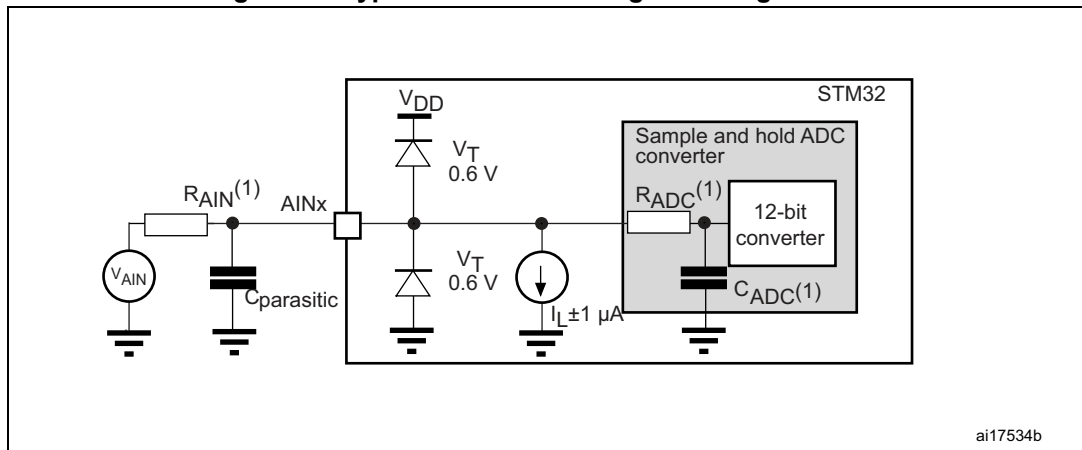 STM32
VDD
Sample and hold ADC
converter
VT
0.6 V
RAIN(1)
AINx
RADC(1)
12-bit
converter
VAIN
Cparasitic
VT
0.6 V
IL±1 µA
CADC(1)
ai17534b